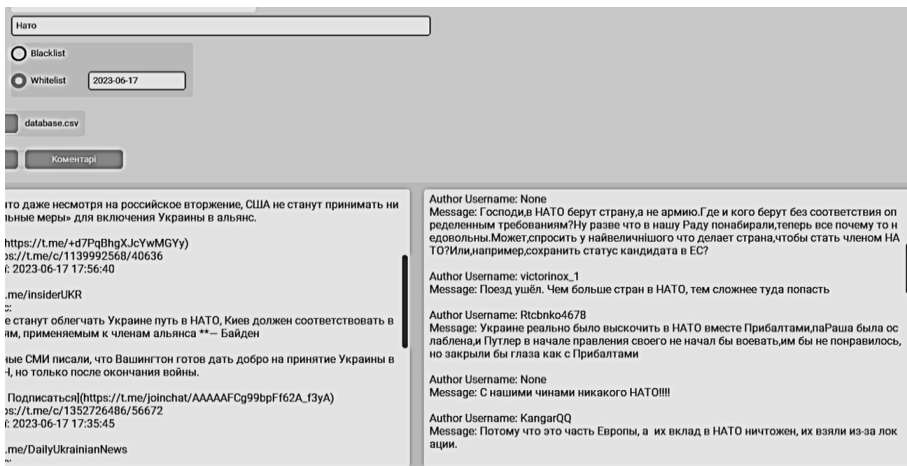 Нато
Blacklist
Whitelist
2023-06-17
database.csv
Коментарі
что даже несмотря на российское вторжение, США не станут принимать ни
льные меры» для включения Украины в альянс.
https://t.me/+d7PqBhgXJcYwMGYy)
ps://t.me/c/1139992568/40636
: 2023-06-17 17:56:40
.me/insiderUKR
е станут облегчать Украине путь в НАТО, Киев должен соответствовать в
ям, применяемым к членам альянса **— Байден
ные СМИ писали, что Вашингтон готов дать добро на принятие Украины в
, но только после окончания войны.
Подписаться](https://t.me/joinchat/AAAAAFCg99bpFf62A_f3yA)
ps://t.me/c/1352726486/56672
: 2023-06-17 17:35:45
.me/DailyUkrainianNews
Author Username: None
Message: Господи,в НАТО берут страну,а не армию.Где и кого берут без соответствия оп
ределенным требованиям?Ну разве что в нашу Раду понабирали,теперь все почему то н
едовольны.Может,спросить у найвеличнішого что делает страна,чтобы стать членом НА
ТО?Или,например,сохранить статус кандидата в ЕС?
Author Username: victorinox_1
Message: Поезд ушёл. Чем больше стран в НАТО, тем сложнее туда попасть
Author Username: Rtcbnko4678
Message: Украине реально было выскочить в НАТО вместе Прибалтами,паРаша была ос
лаблена,и Путлер в начале правления своего не начал бы воевать,им бы не понравилось,
но закрыли бы глаза как с Прибалтами
Author Username: None
Message: С нашими чинами никакого НАТО!!!!
Author Username: KangarQQ
Message: Потому что это часть Европы, а их вклад в НАТО ничтожен, их взяли из-за лок
ации.